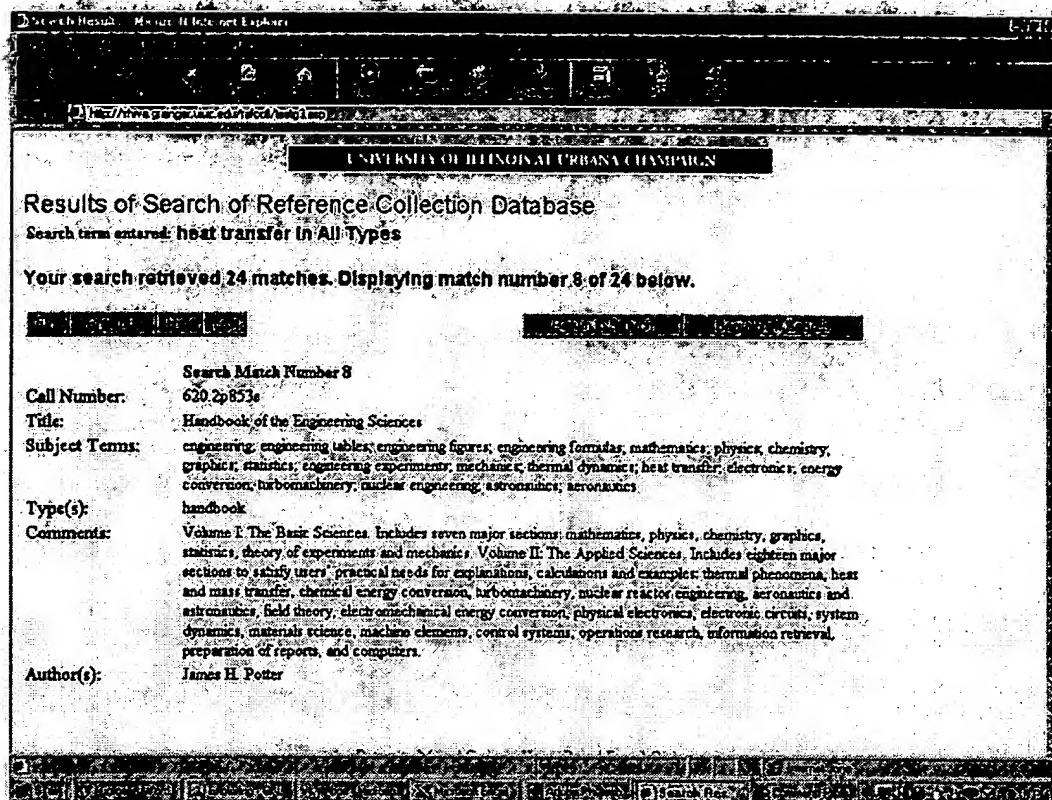 Search Result - Microsoft Internet Explorer
UNIVERSITY OF ILLINOIS AT URBANA CHAMPAIGN
Results of Search of Reference Collection Database
Search term entered: heat transfer in All Types
Your search retrieved 24 matches. Displaying match number 8 of 24 below.
Search Match Number 8
Call Number: 620.2p853e
Title: Handbook of the Engineering Sciences
Subject Terms: engineering; engineering tables; engineering figures; engineering formulas; mathematics; physics; chemistry;
graphics; statistics; engineering experiments; mechanics; thermal dynamics; heat transfer; electronics; energy
conversion; turbomachinery; nuclear engineering; astronautics; aeronautics
Type(s): handbook
Comments: Volume I: The Basic Sciences. Includes seven major sections: mathematics, physics, chemistry, graphics,
statistics, theory of experiments and mechanics. Volume II: The Applied Sciences. Includes eighteen major
sections to satisfy users' practical needs for explanations, calculations and examples: thermal phenomena, heat
and mass transfer, chemical energy conversion, turbomachinery, nuclear reactor engineering, aeronautics and
astronautics, field theory, electromechanical energy conversion, physical electronics, electronic circuits, system
dynamics, materials science, machine elements, control systems, operations research, information retrieval,
preparation of reports, and computers.
Author(s): James H. Potter